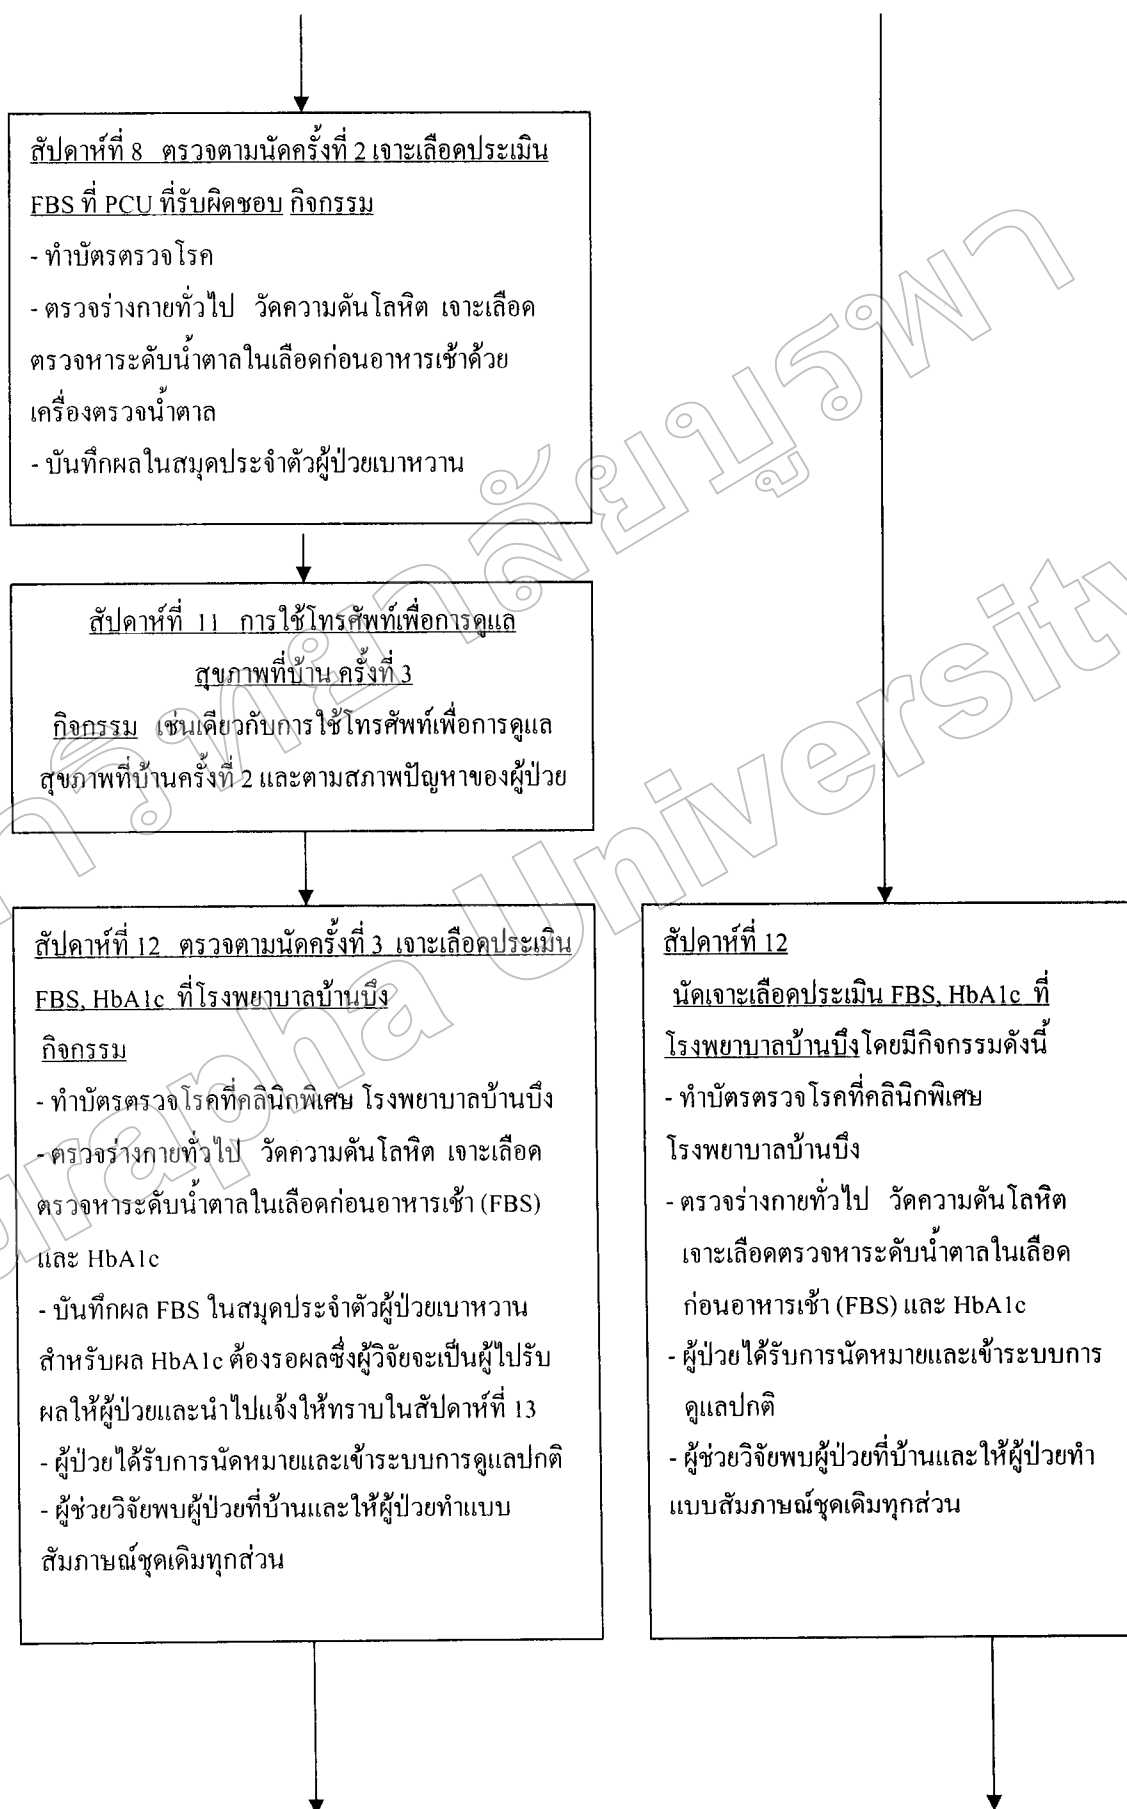 สัปดาห์ที่ 8 ตรวจตามนัดครั้งที่ 2 เจาะเลือดประเมิน
FBS ที่ PCU ที่รับผิดชอบ กิจกรรม
- ทำบัตรตรวจโรค
- ตรวจร่างกายทั่วไป วัดความดันโลหิต เจาะเลือด
ตรวจหาระดับน้ำตาลในเลือดก่อนอาหารเช้าด้วย
เครื่องตรวจน้ำตาล
- บันทึกผลในสมุดประจำตัวผู้ป่วยเบาหวาน
สัปดาห์ที่ 11 การใช้โทรศัพท์เพื่อการดูแล
สุขภาพที่บ้าน ครั้งที่ 3
กิจกรรม เช่นเดียวกับการใช้โทรศัพท์เพื่อการดูแล
สุขภาพที่บ้านครั้งที่ 2 และตามสภาพปัญหาของผู้ป่วย
สัปดาห์ที่ 12 ตรวจตามนัดครั้งที่ 3 เจาะเลือดประเมิน
FBS, HbA1c ที่โรงพยาบาลบ้านบึง
กิจกรรม
- ทำบัตรตรวจโรคที่คลินิกพิเศษ โรงพยาบาลบ้านบึง
- ตรวจร่างกายทั่วไป วัดความดันโลหิต เจาะเลือด
ตรวจหาระดับน้ำตาลในเลือดก่อนอาหารเช้า (FBS)
และ HbA1c
- บันทึกผล FBS ในสมุดประจำตัวผู้ป่วยเบาหวาน
สำหรับผล HbA1c ต้องรอผลซึ่งผู้วิจัยจะเป็นผู้ไปรับ
ผลให้ผู้ป่วยและนำไปแจ้งให้ทราบในสัปดาห์ที่ 13
- ผู้ป่วยได้รับการนัดหมายและเข้าระบบการดูแลปกติ
- ผู้ช่วยวิจัยพบผู้ป่วยที่บ้านและให้ผู้ป่วยทำแบบ
สัมภาษณ์ชุดเดิมทุกส่วน
สัปดาห์ที่ 12
นัดเจาะเลือดประเมิน FBS, HbA1c ที่
โรงพยาบาลบ้านบึงโดยมีกิจกรรมดังนี้
- ทำบัตรตรวจโรคที่คลินิกพิเศษ
โรงพยาบาลบ้านบึง
- ตรวจร่างกายทั่วไป วัดความดันโลหิต
เจาะเลือดตรวจหาระดับน้ำตาลในเลือด
ก่อนอาหารเช้า (FBS) และ HbA1c
- ผู้ป่วยได้รับการนัดหมายและเข้าระบบการ
ดูแลปกติ
- ผู้ช่วยวิจัยพบผู้ป่วยที่บ้านและให้ผู้ป่วยทำ
แบบสัมภาษณ์ชุดเดิมทุกส่วน